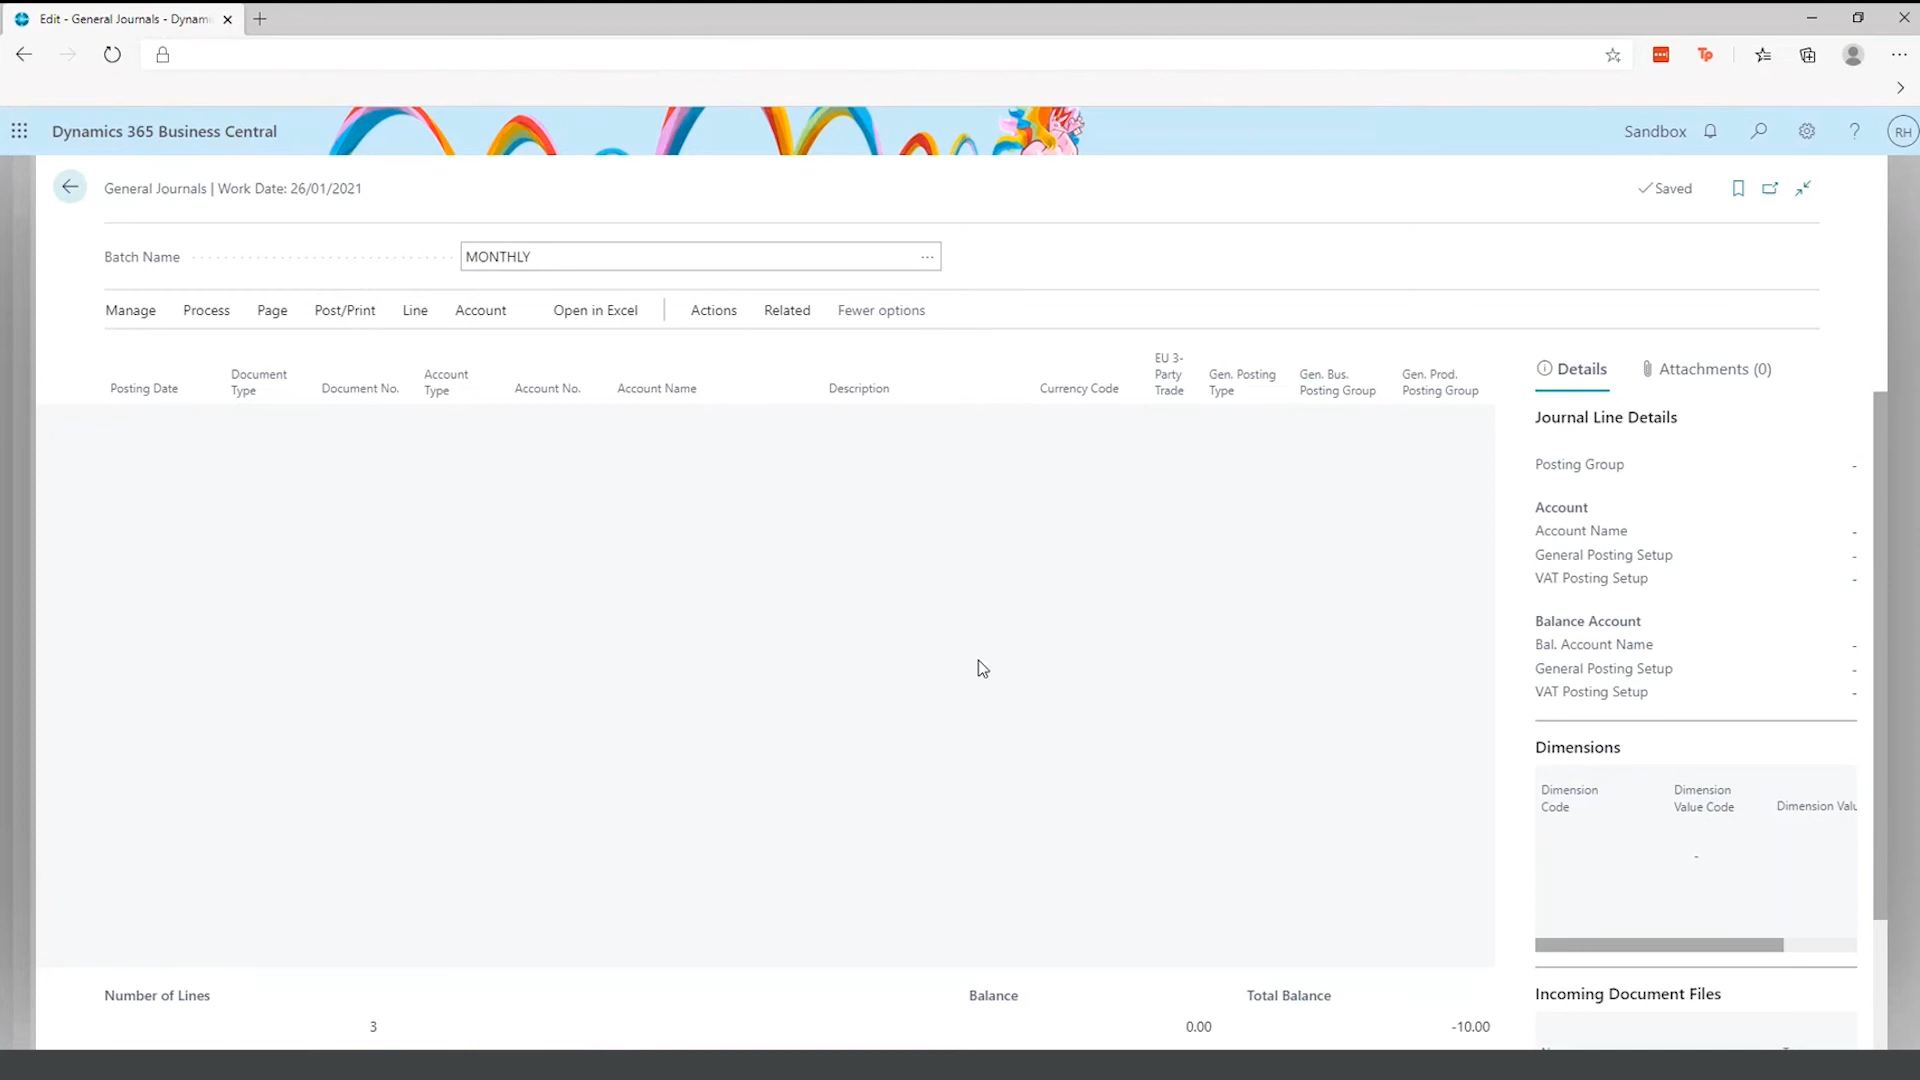 Edit - General Journals - Dynami
Tp
Dynamics 365 Business Central
Sandbox
?
RH
General Journals | Work Date: 26/01/2021
Saved
Batch Name
MONTHLY
Manage Process Page Post/Print Line Account Open in Excel Actions Related Fewer options
Posting Date
Document
Type
Document No.
Account
Type
Account No.
Account Name
Description
Currency Code
EU 3-
Party
Trade
Gen. Posting
Type
Gen. Bus.
Posting Group
Gen. Prod.
Posting Group
Details
Attachments (0)
Journal Line Details
Posting Group -
Account
Account Name -
General Posting Setup -
VAT Posting Setup -
Balance Account
Bal. Account Name -
General Posting Setup -
VAT Posting Setup -
Dimensions
Dimension
Code
Dimension
Value Code
Dimension Valu
-
Incoming Document Files
Number of Lines
3
Balance
0.00
Total Balance
-10.00